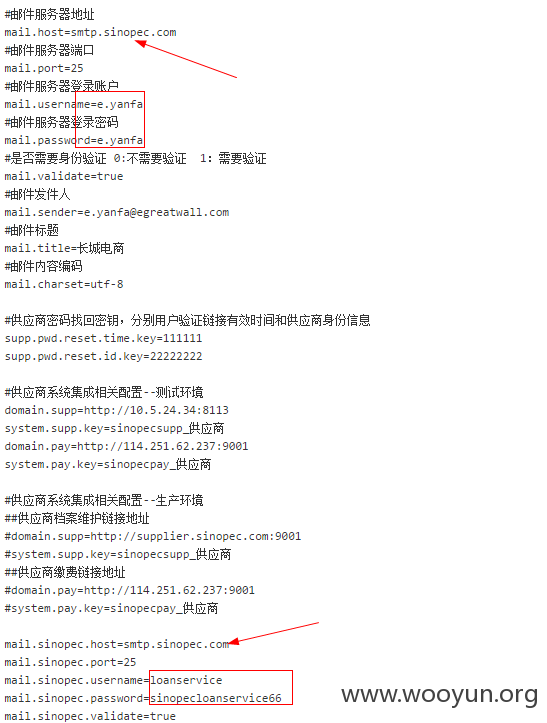 #邮件服务器地址
mail.host=smtp.sinopec.com
#邮件服务器端口
mail.port=25
#邮件服务器登录账户
mail.username=e.yanfa
#邮件服务器登录密码
mail.password=e.yanfa
#是否需要身份验证 0:不需要验证  1: 需要验证
mail.validate=true
#邮件发件人
mail.sender=e.yanfa@egreatwall.com
#邮件标题
mail.title=长城电商
#邮件内容编码
mail.charset=utf-8
#供应商密码找回密钥，分别用户验证链接有效时间和供应商身份信息
supp.pwd.reset.time.key=111111
supp.pwd.reset.id.key=22222222
#供应商系统集成相关配置--测试环境
domain.supp=http://10.5.24.34:8113
system.supp.key=sinopecsupp_供应商
domain.pay=http://114.251.62.237:9001
system.pay.key=sinopecpay_供应商
#供应商系统集成相关配置--生产环境
##供应商档案维护链接地址
#domain.supp=http://supplier.sinopec.com:9001
#system.supp.key=sinopecsupp_供应商
##供应商缴费链接地址
#domain.pay=http://114.251.62.237:9001
#system.pay.key=sinopecpay_供应商
mail.sinopec.host=smtp.sinopec.com
mail.sinopec.port=25
mail.sinopec.username=loanservice
mail.sinopec.password=sinopecloanservice66
mail.sinopec.validate=true
www.wooyun.org